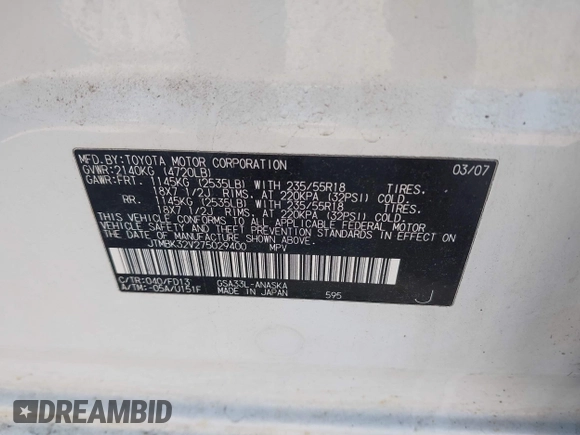 MFD.BY:TOYOTA MOTOR CORPORATION 03/07
GVWR:2140KG (4720LB)
GAWR:FRT. 1145KG (2535LB) WITH 235/55R18 TIRES.
18X7 1/2J RIMS. AT 220KPA (32PSI) COLD.
RR. 1145KG (2535LB) WITH 235/55R18 TIRES.
18X7 1/2J RIMS. AT 220KPA (32PSI) COLD.
THIS VEHICLE CONFORMS TO ALL APPLICABLE FEDERAL MOTOR
VEHICLE SAFETY STANDARDS IN EFFECT ON
THE DATE OF MANUFACTURE SHOWN ABOVE.
JTMBK32V275029400 MPV
C/TR:040/FD13 GSA33L-ANASKA
A/TM:-05A/U151F MADE IN JAPAN 595 J
DREAMBID